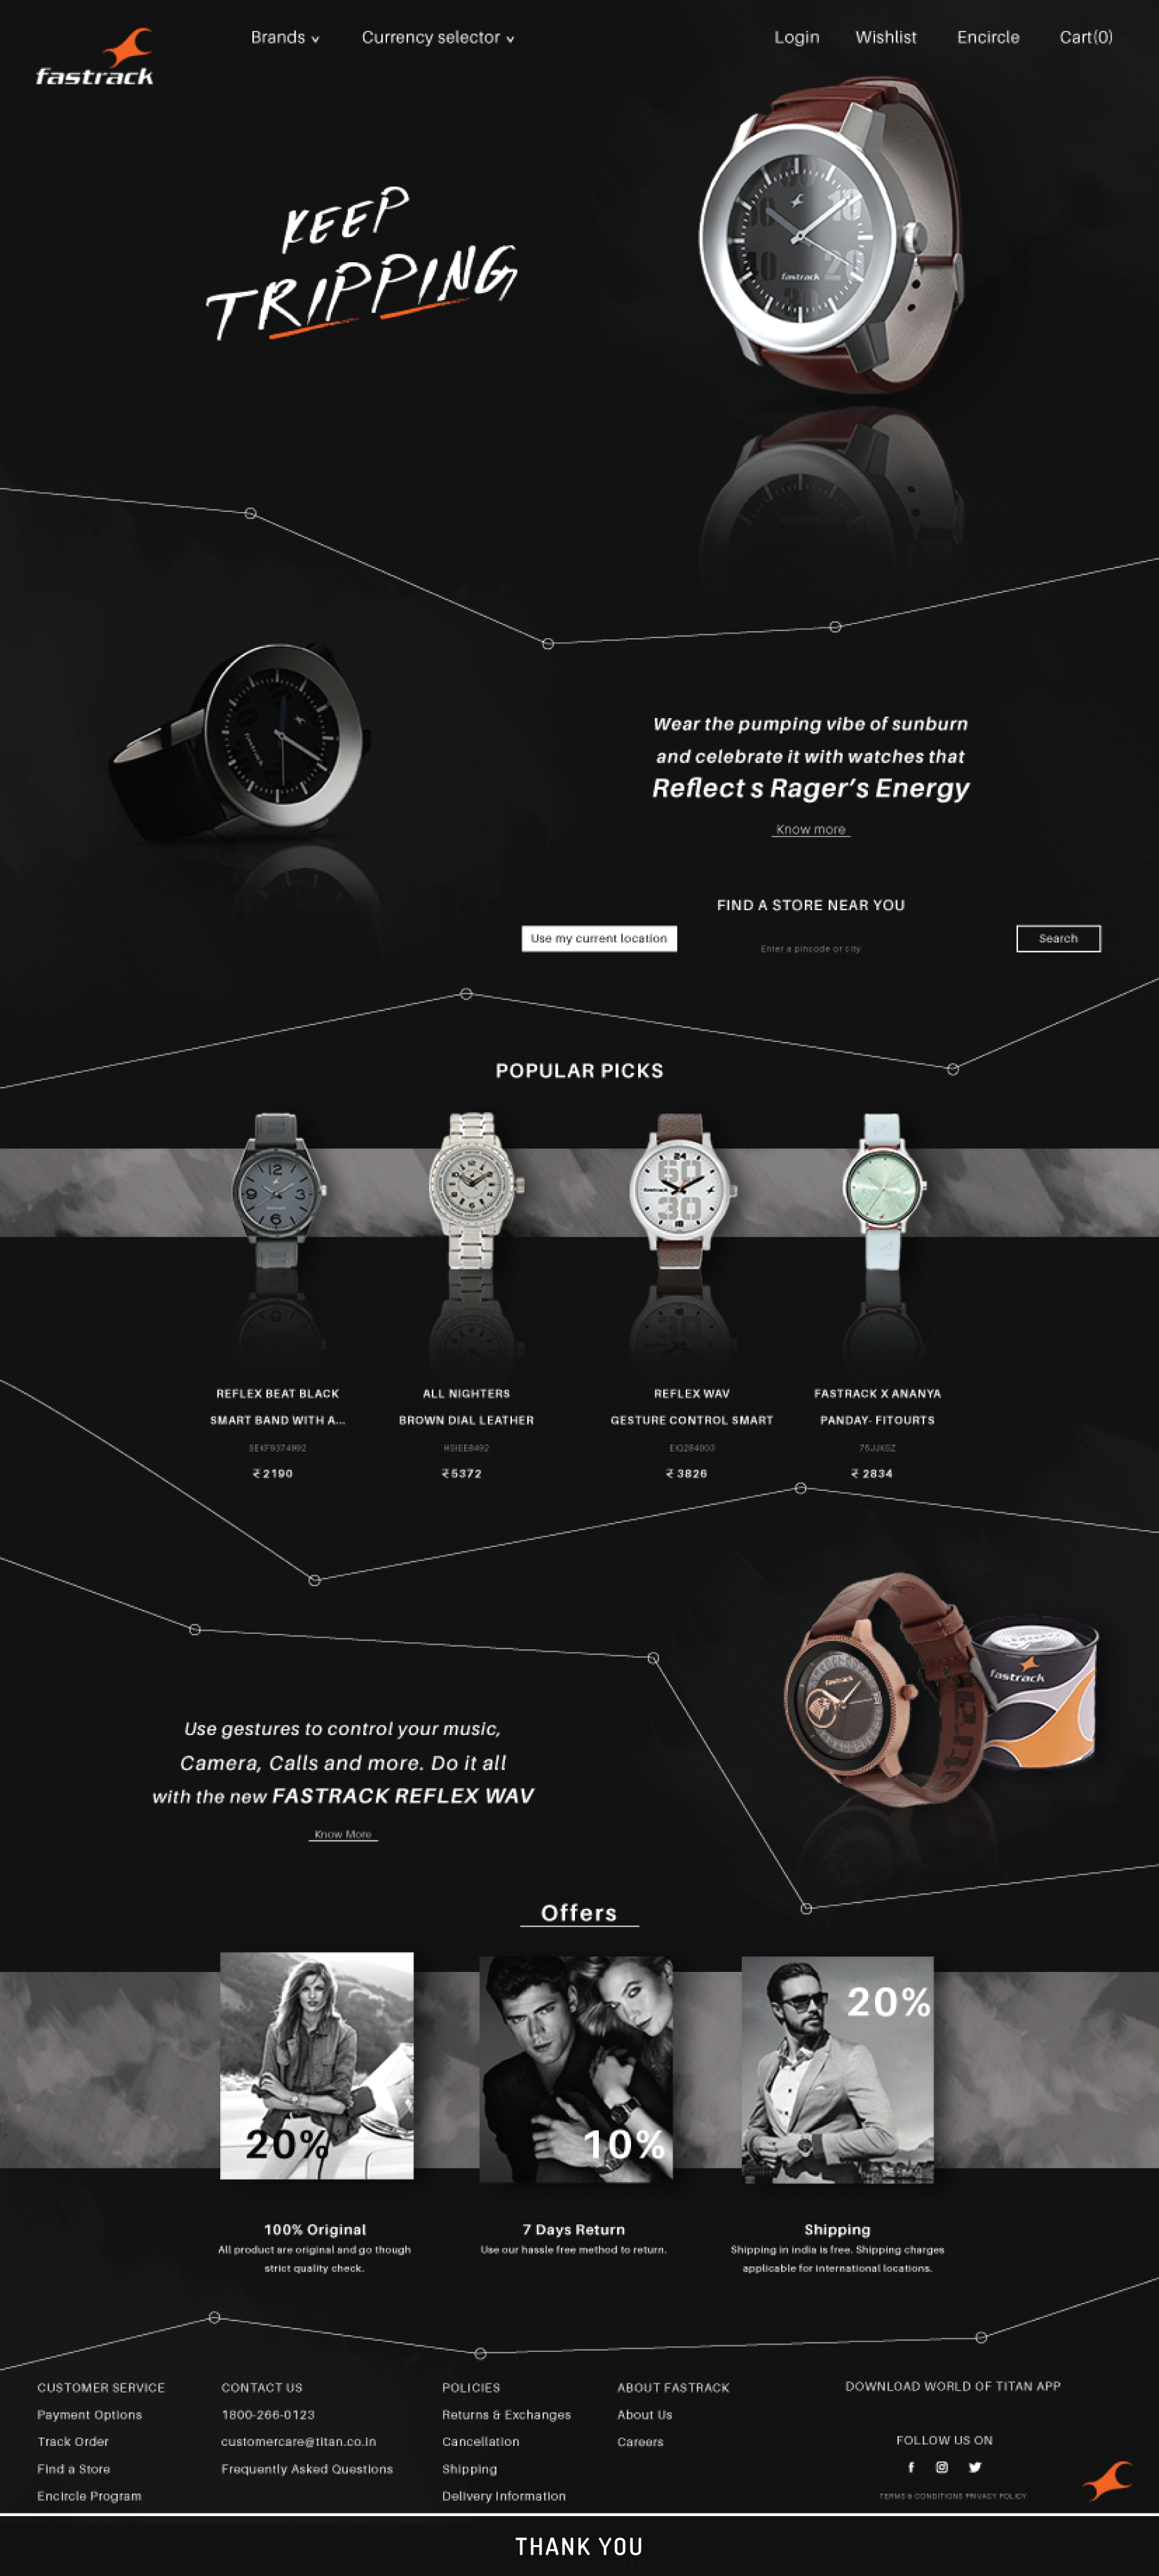 fastrack
Brands
Currency selector
Login
Wishlist
Encircle
Cart(0)
KEEP
TRIPPING
fastrack
Wear the pumping vibe of sunburn
and celebrate it with watches that
Reflect s Rager's Energy
Know more
FIND A STORE NEAR YOU
Use my current location
Enter a pincode or city
Search
POPULAR PICKS
REFLEX BEAT BLACK
SMART BAND WITH A...
SEKF9374992
₹ 2190
ALL NIGHTERS
BROWN DIAL LEATHER
HSIEE8492
₹ 5372
REFLEX WAV
GESTURE CONTROL SMART
₹ 3826
FASTRACK X ANANYA
PANDAY- FITOURTS
75JJKSZ
₹ 2834
fastrack
fastrack
Use gestures to control your music,
Camera, Calls and more. Do it all
with the new FASTRACK REFLEX WAV
Know More
Offers
20%
10%
20%
100% Original
All product are original and go though
strict quality check.
7 Days Return
Use our hassle free method to return.
Shipping
Shipping in india is free. Shipping charges
applicable for international locations.
CUSTOMER SERVICE
Payment Options
Track Order
Find a Store
Encircle Program
CONTACT US
1800-266-0123
customercare@titan.co.in
Frequently Asked Questions
POLICIES
Returns & Exchanges
Cancellation
Shipping
Delivery Information
ABOUT FASTRACK
About Us
Careers
DOWNLOAD WORLD OF TITAN APP
FOLLOW US ON
TERMS & CONDITIONS PRIVACY POLICY
THANK YOU